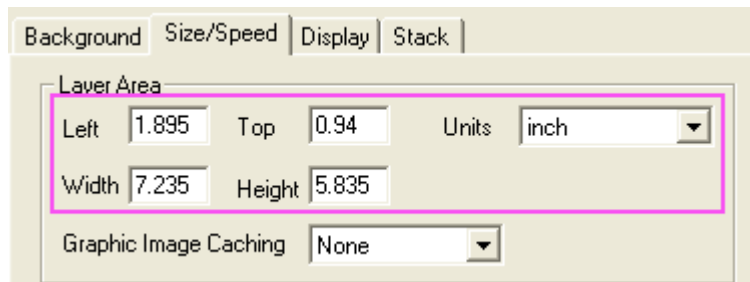 Background Size/Speed Display Stack
Layer Area
Left 1.895 Top 0.94 Units inch
Width 7.235 Height 5.835
Graphic Image Caching None